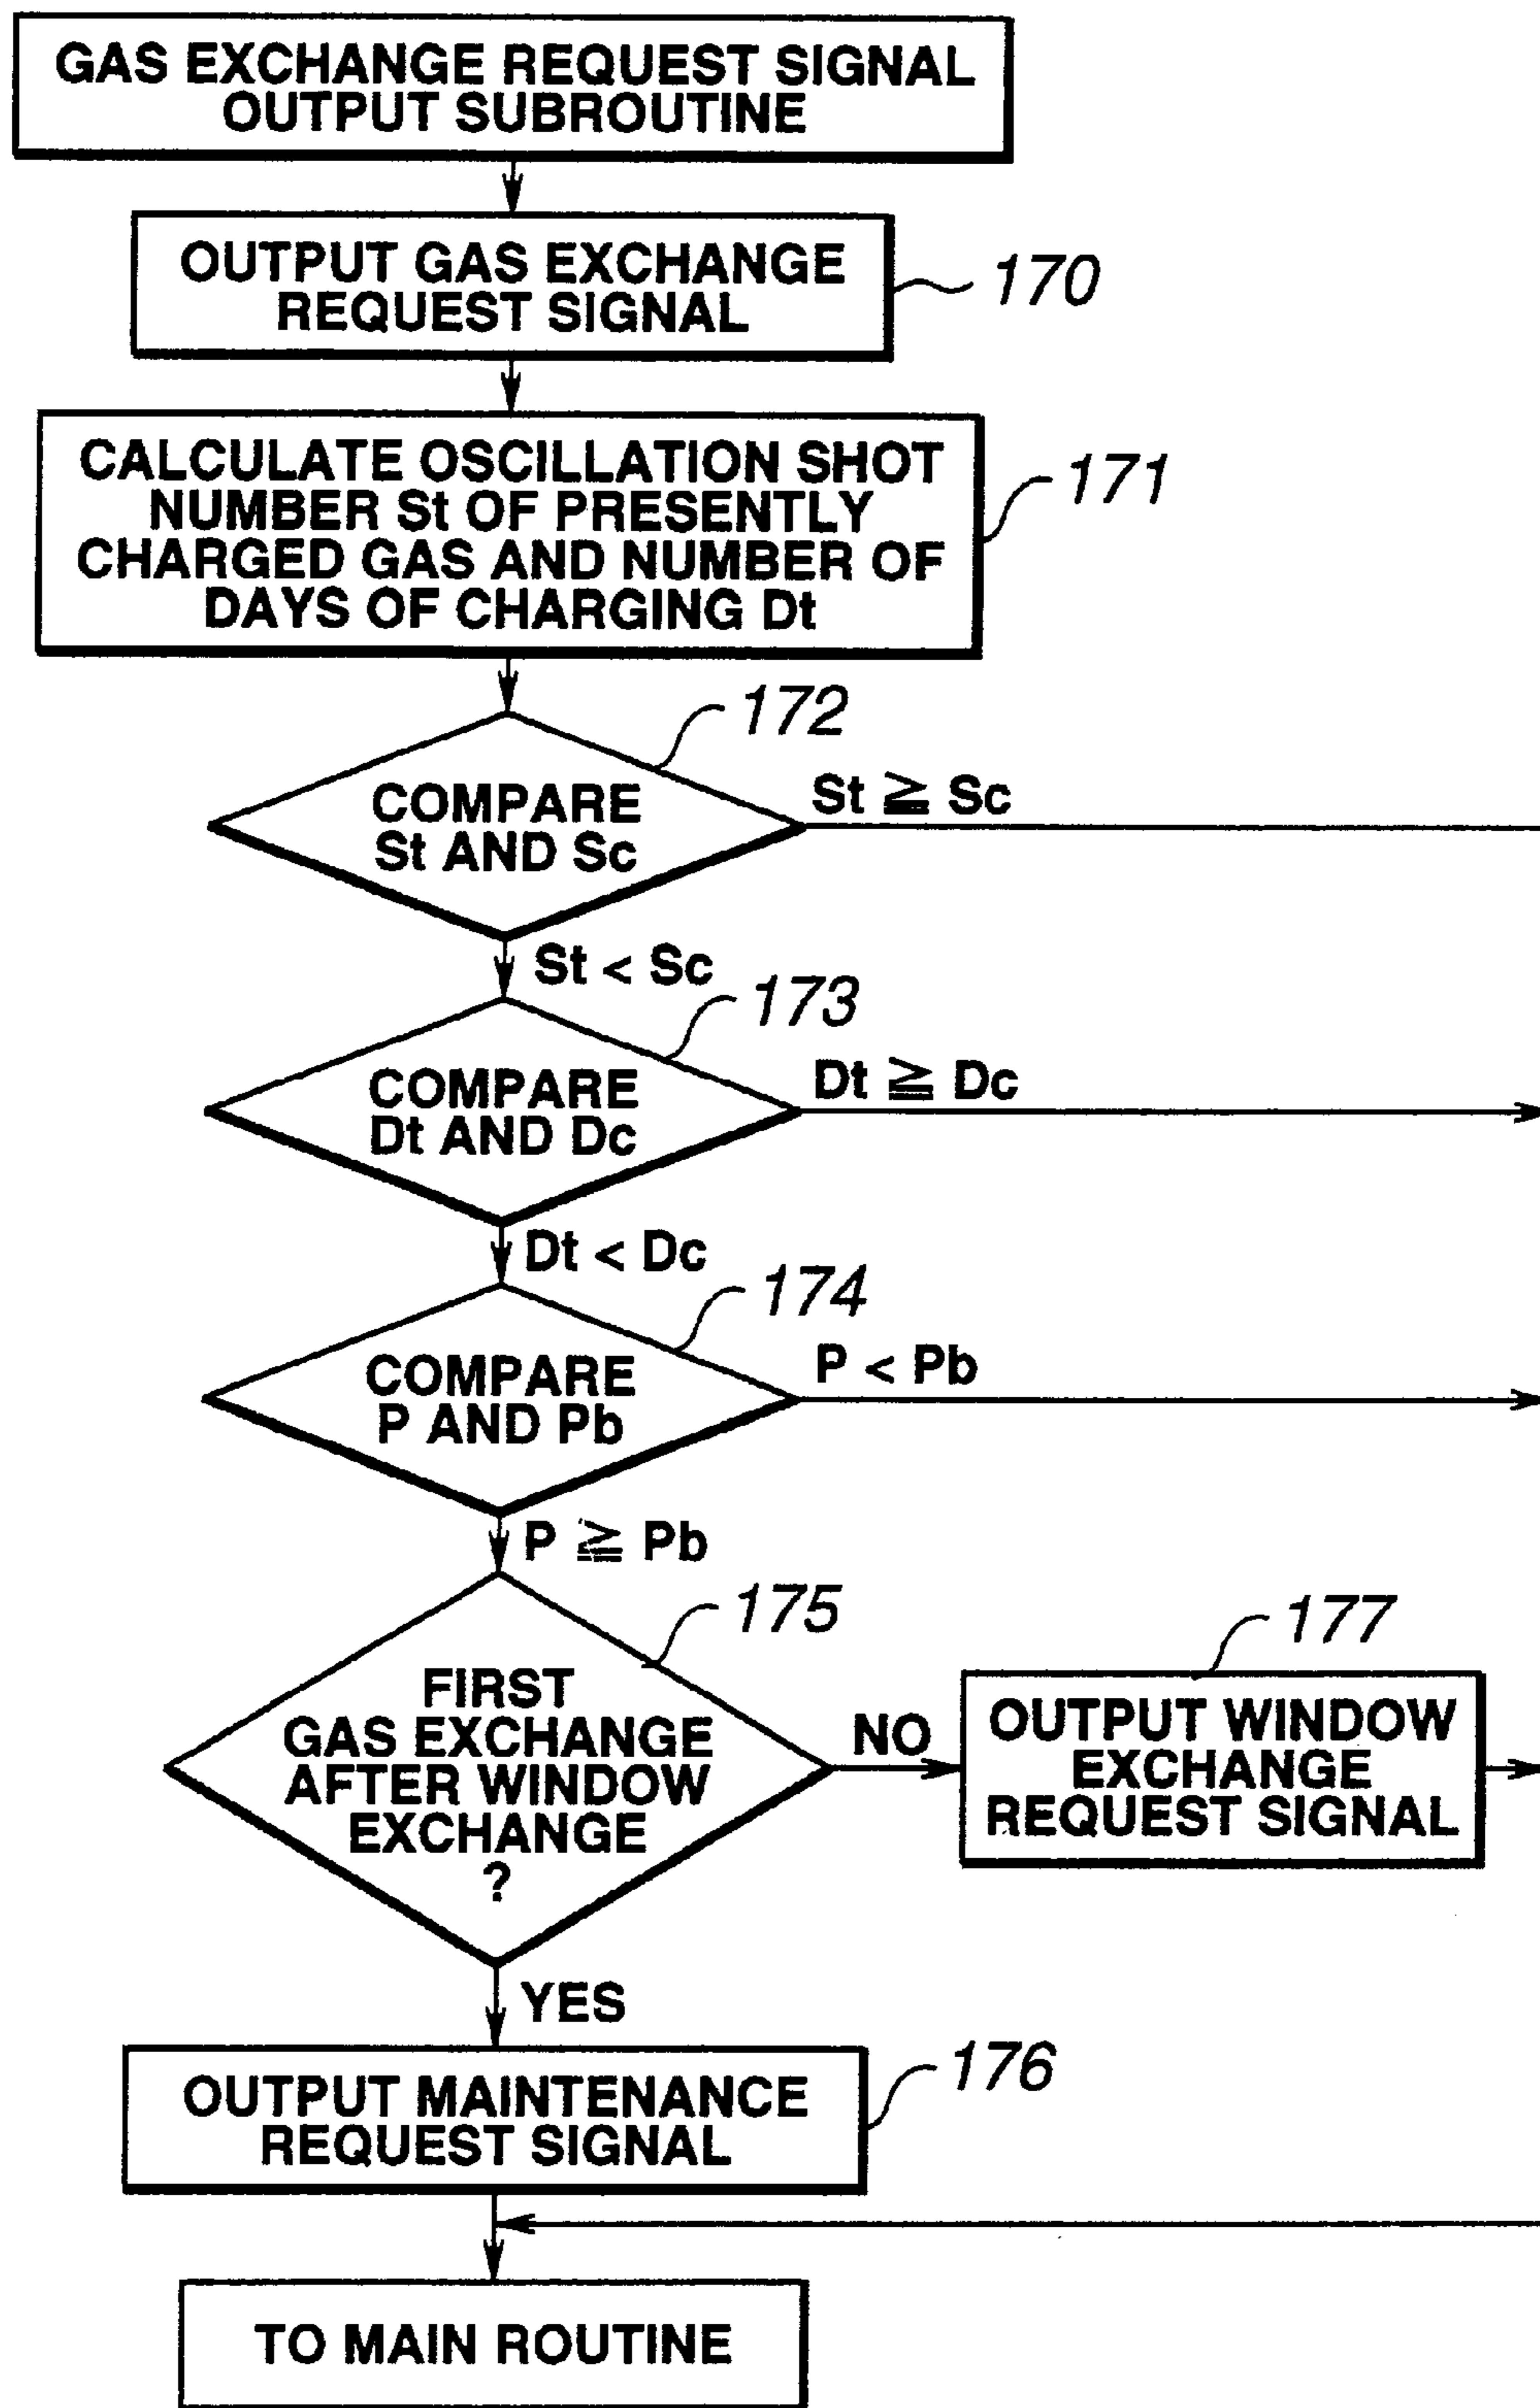 GAS EXCHANGE REQUEST SIGNAL
OUTPUT SUBROUTINE
OUTPUT GAS EXCHANGE
REQUEST SIGNAL
170
CALCULATE OSCILLATION SHOT
NUMBER St OF PRESENTLY
CHARGED GAS AND NUMBER OF
DAYS OF CHARGING Dt
171
172
COMPARE
St AND Sc
St ≧ Sc
St < Sc
173
COMPARE
Dt AND Dc
Dt ≧ Dc
Dt < Dc
174
COMPARE
P AND Pb
P < Pb
P ≧ Pb
175
FIRST
GAS EXCHANGE
AFTER WINDOW
EXCHANGE
?
NO
177
OUTPUT WINDOW
EXCHANGE
REQUEST SIGNAL
YES
176
OUTPUT MAINTENANCE
REQUEST SIGNAL
TO MAIN ROUTINE